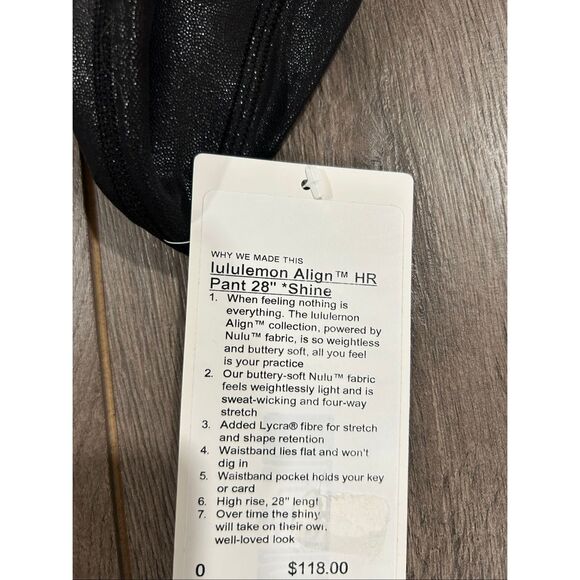 WHY WE MADE THIS
lululemon Align™ HR
Pant 28" *Shine
1. When feeling nothing is
everything. The lululemon
Align™ collection, powered by
Nulu™ fabric, is so weightless
and buttery soft, all you feel
is your practice
2. Our buttery-soft Nulu™ fabric
feels weightlessly light and is
sweat-wicking and four-way
stretch
3. Added Lycra® fibre for stretch
and shape retention
4. Waistband lies flat and won't
dig in
5. Waistband pocket holds your key
or card
6. High rise, 28" lengt
7. Over time the shiny
will take on their own
well-loved look
0 $118.00